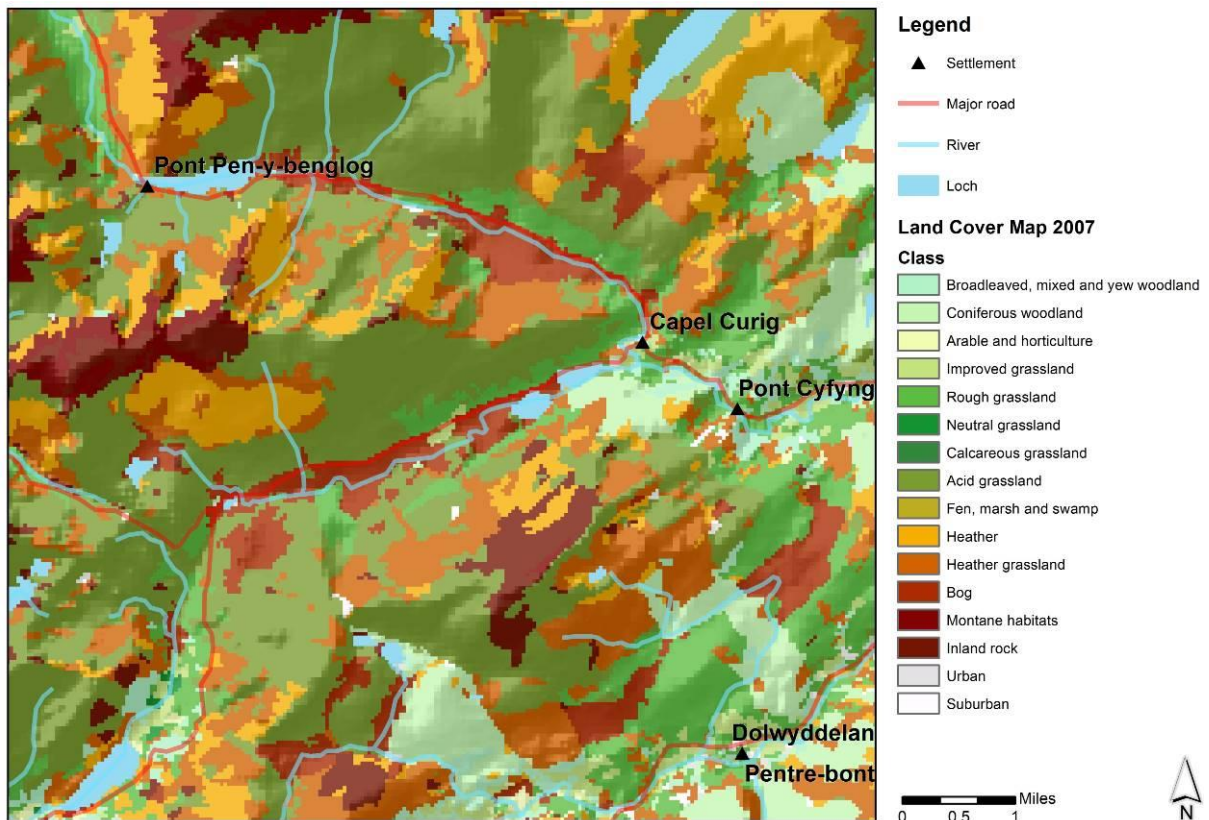 Pont Pen-y-benglog
Capel Curig
Pont Cyfyng
Dolwyddelan
Pentre-bont
Legend
Settlement
Major road
River
Loch
Land Cover Map 2007
Class
Broadleaved, mixed and yew woodland
Coniferous woodland
Arable and horticulture
Improved grassland
Rough grassland
Neutral grassland
Calcareous grassland
Acid grassland
Fen, marsh and swamp
Heather
Heather grassland
Bog
Montane habitats
Inland rock
Urban
Suburban
Miles
0 0.5 1
N